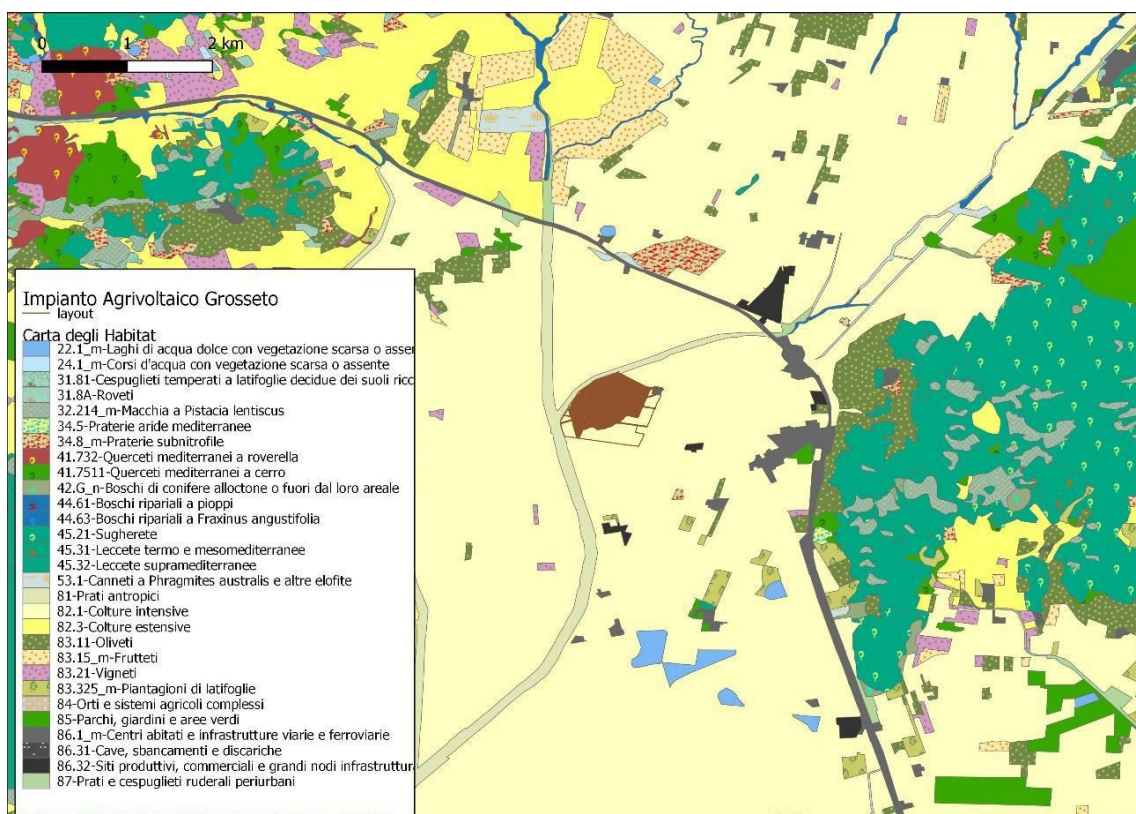 0 1 2 km
Impianto Agrivoltaico Grosseto
layout
Carta degli Habitat
22.1_m-Laghi di acqua dolce con vegetazione scarsa o assen
24.1_m-Corsi d'acqua con vegetazione scarsa o assente
31.81-Cespuglieti temperati a latifoglie decidue dei suoli ricc
31.8A-Roveti
32.214_m-Macchia a Pistacia lentiscus
34.5-Praterie aride mediterranee
34.8_m-Praterie subnitrofile
41.732-Querceti mediterranei a roverella
41.7511-Querceti mediterranei a cerro
42.G_n-Boschi di conifere alloctone o fuori dal loro areale
44.61-Boschi ripariali a pioppi
44.63-Boschi ripariali a Fraxinus angustifolia
45.21-Sugherete
45.31-Leccete termo e mesomediterranee
45.32-Leccete supramediterranee
53.1-Canneti a Phragmites australis e altre elofite
81-Prati antropici
82.1-Colture intensive
82.3-Colture estensive
83.11-Oliveti
83.15_m-Frutteti
83.21-Vigneti
83.325_m-Piantagioni di latifoglie
84-Orti e sistemi agricoli complessi
85-Parchi, giardini e aree verdi
86.1_m-Centri abitati e infrastrutture viarie e ferroviarie
86.31-Cave, sbancamenti e discariche
86.32-Siti produttivi, commerciali e grandi nodi infrastruttur
87-Prati e cespuglieti ruderali periurbani